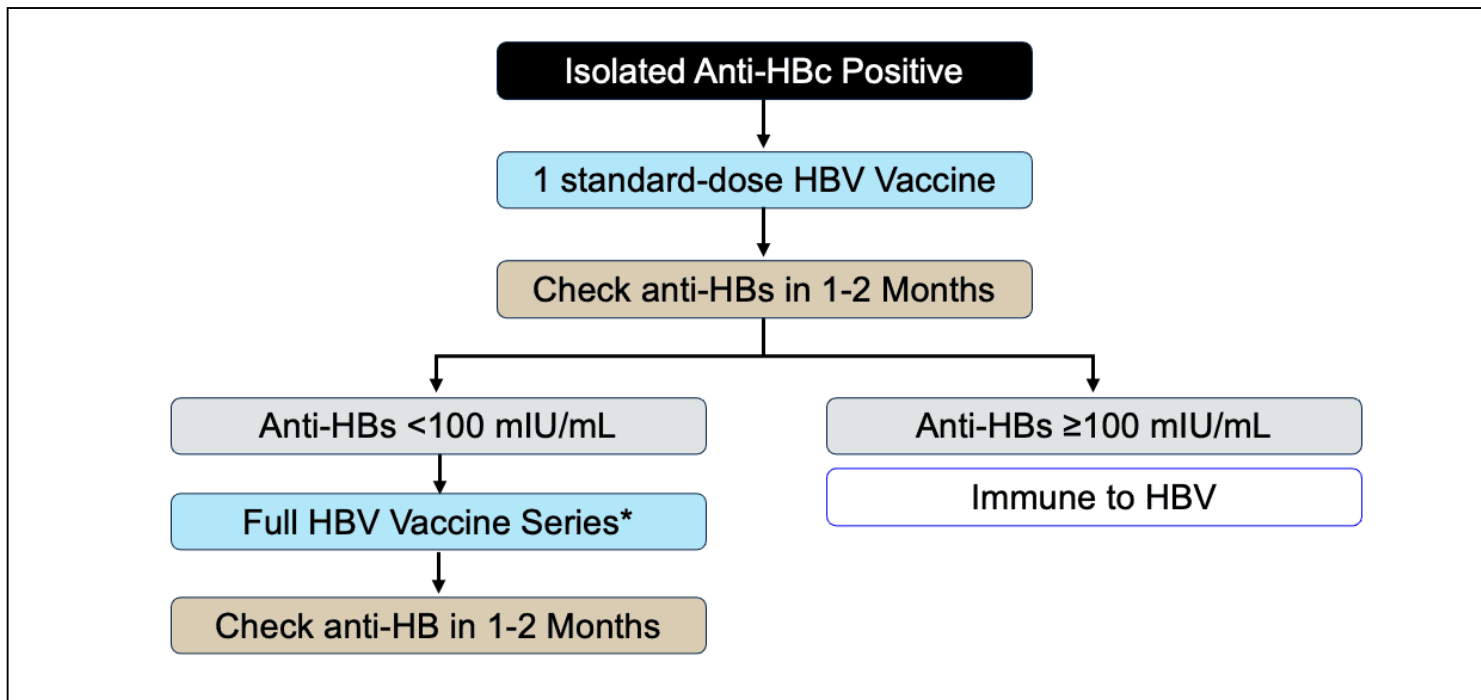 Isolated Anti-HBc Positive
1 standard-dose HBV Vaccine
Check anti-HBs in 1-2 Months
Anti-HBs <100 mIU/mL
Anti-HBs ≥100 mIU/mL
Full HBV Vaccine Series*
Immune to HBV
Check anti-HB in 1-2 Months